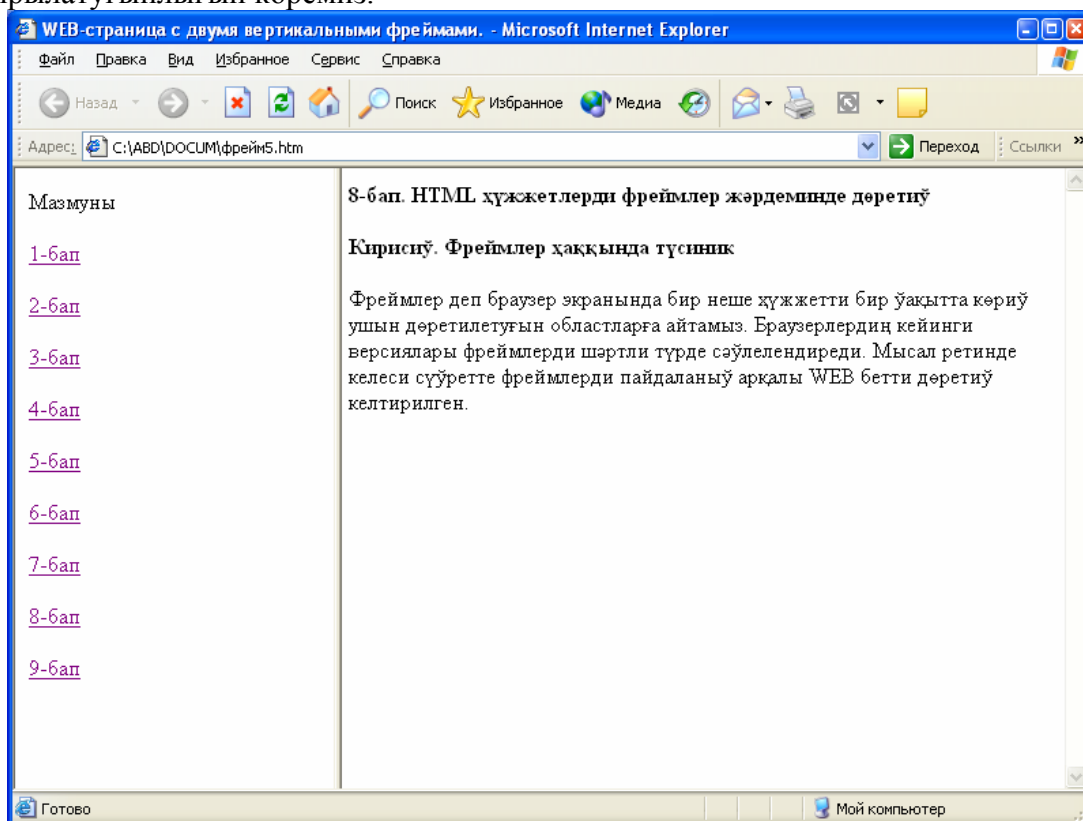 көремиз.
WEB-страница с двумя вертикальными фреймами. - Microsoft Internet Explorer
Файл Правка Вид Избранное Сервис Справка
Назад Поиск Избранное Медиа
Адрес: C:\ABD\DOCUM\фрейм5.htm Переход Ссылки »
Мазмуны
1-бап
2-бап
3-бап
4-бап
5-бап
6-бап
7-бап
8-бап
9-бап
8-бап. HTML ҳүжжетлерди фреймлер жәрдеминде дөретиў
Кирисиў. Фреймлер ҳаққында түсиник
Фреймлер деп браузер экранында бир неше ҳүжжетти бир ўақытта көриў
ушын дөретилетуғын областларға айтамыз. Браузерлердиң кейинги
версиялары фреймлерди шәртли түрде сәўлелендиреди. Мысал ретинде
келеси сүўретте фреймлерди пайдаланыў арқалы WEB бетти дөретиў
келтирилген.
Готово Мой компьютер